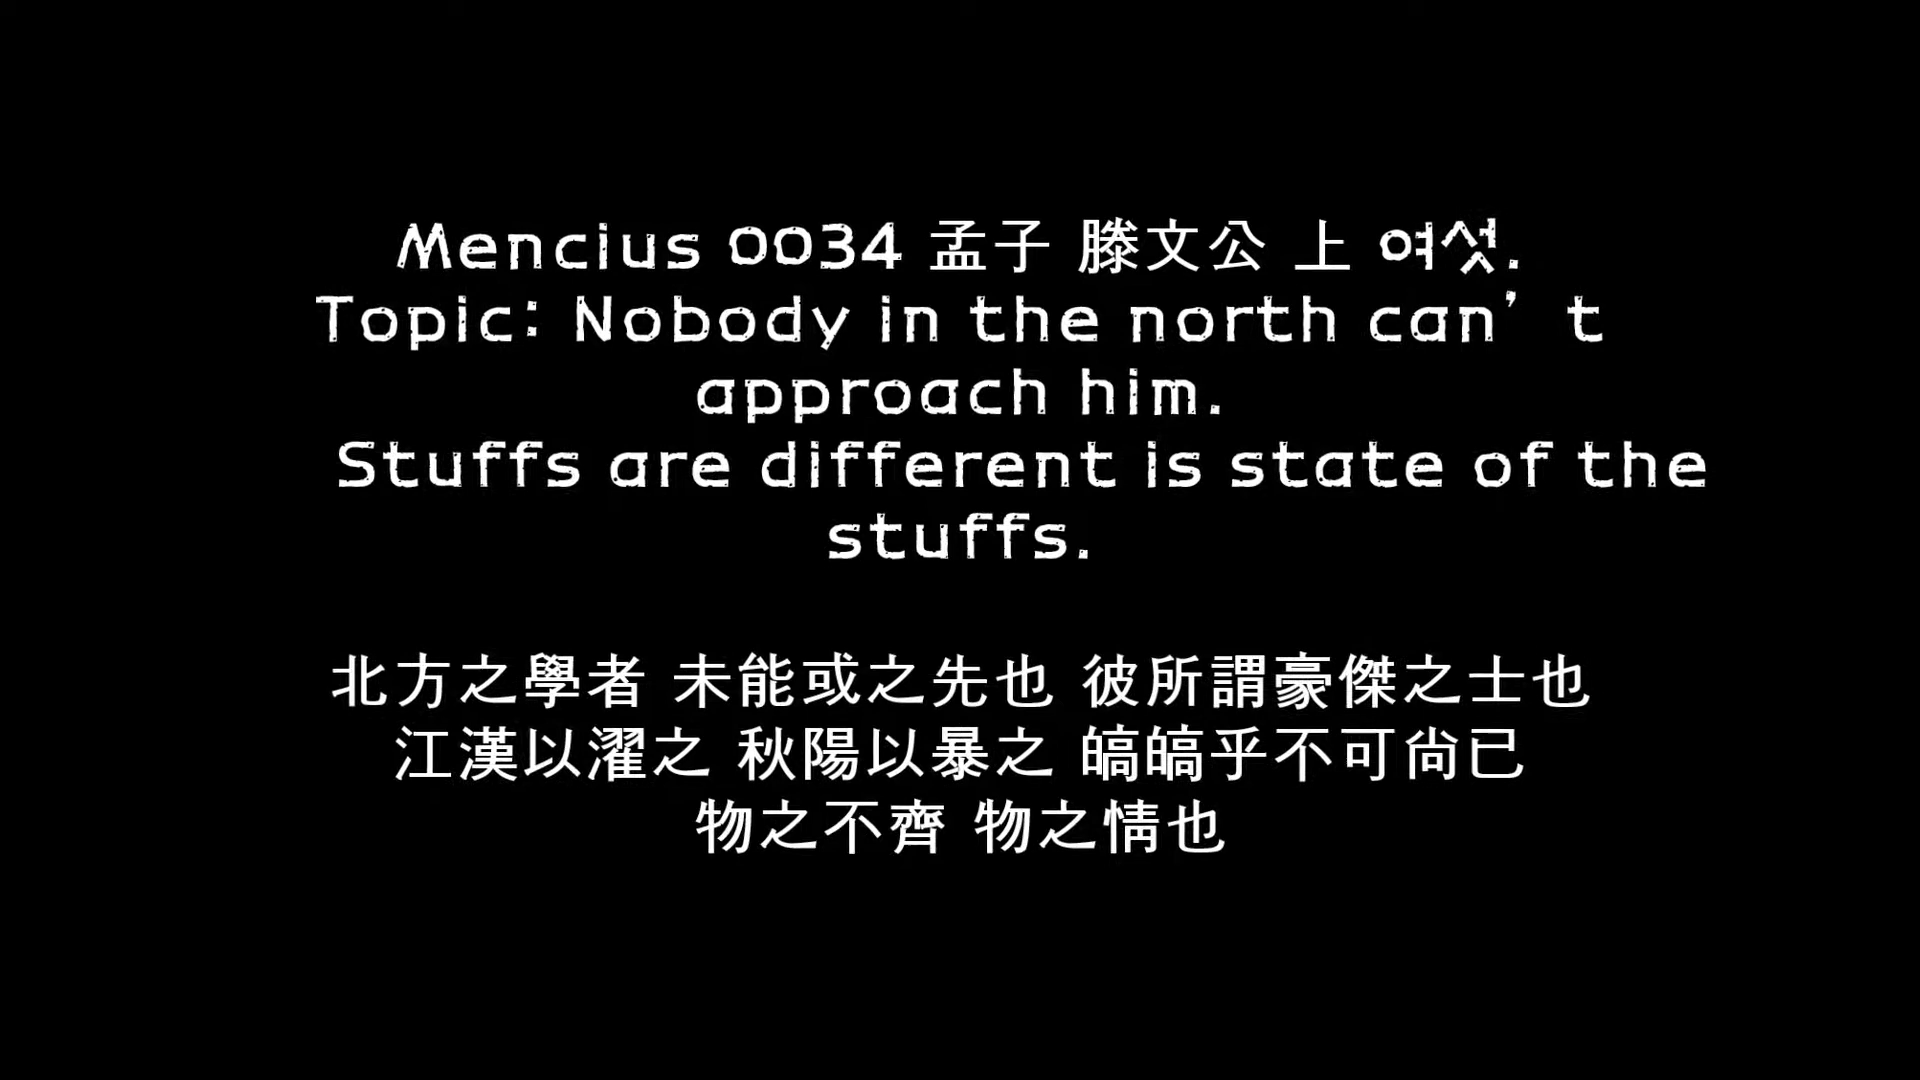 Mencius 0034 孟子 滕文公 上 여섯.
Topic: Nobody in the north can’t
approach him.
Stuffs are different is state of the
stuffs.
北方之學者 未能或之先也 彼所謂豪傑之士也
江漢以濯之 秋陽以暴之 皜皜乎不可尙已
物之不齊 物之情也